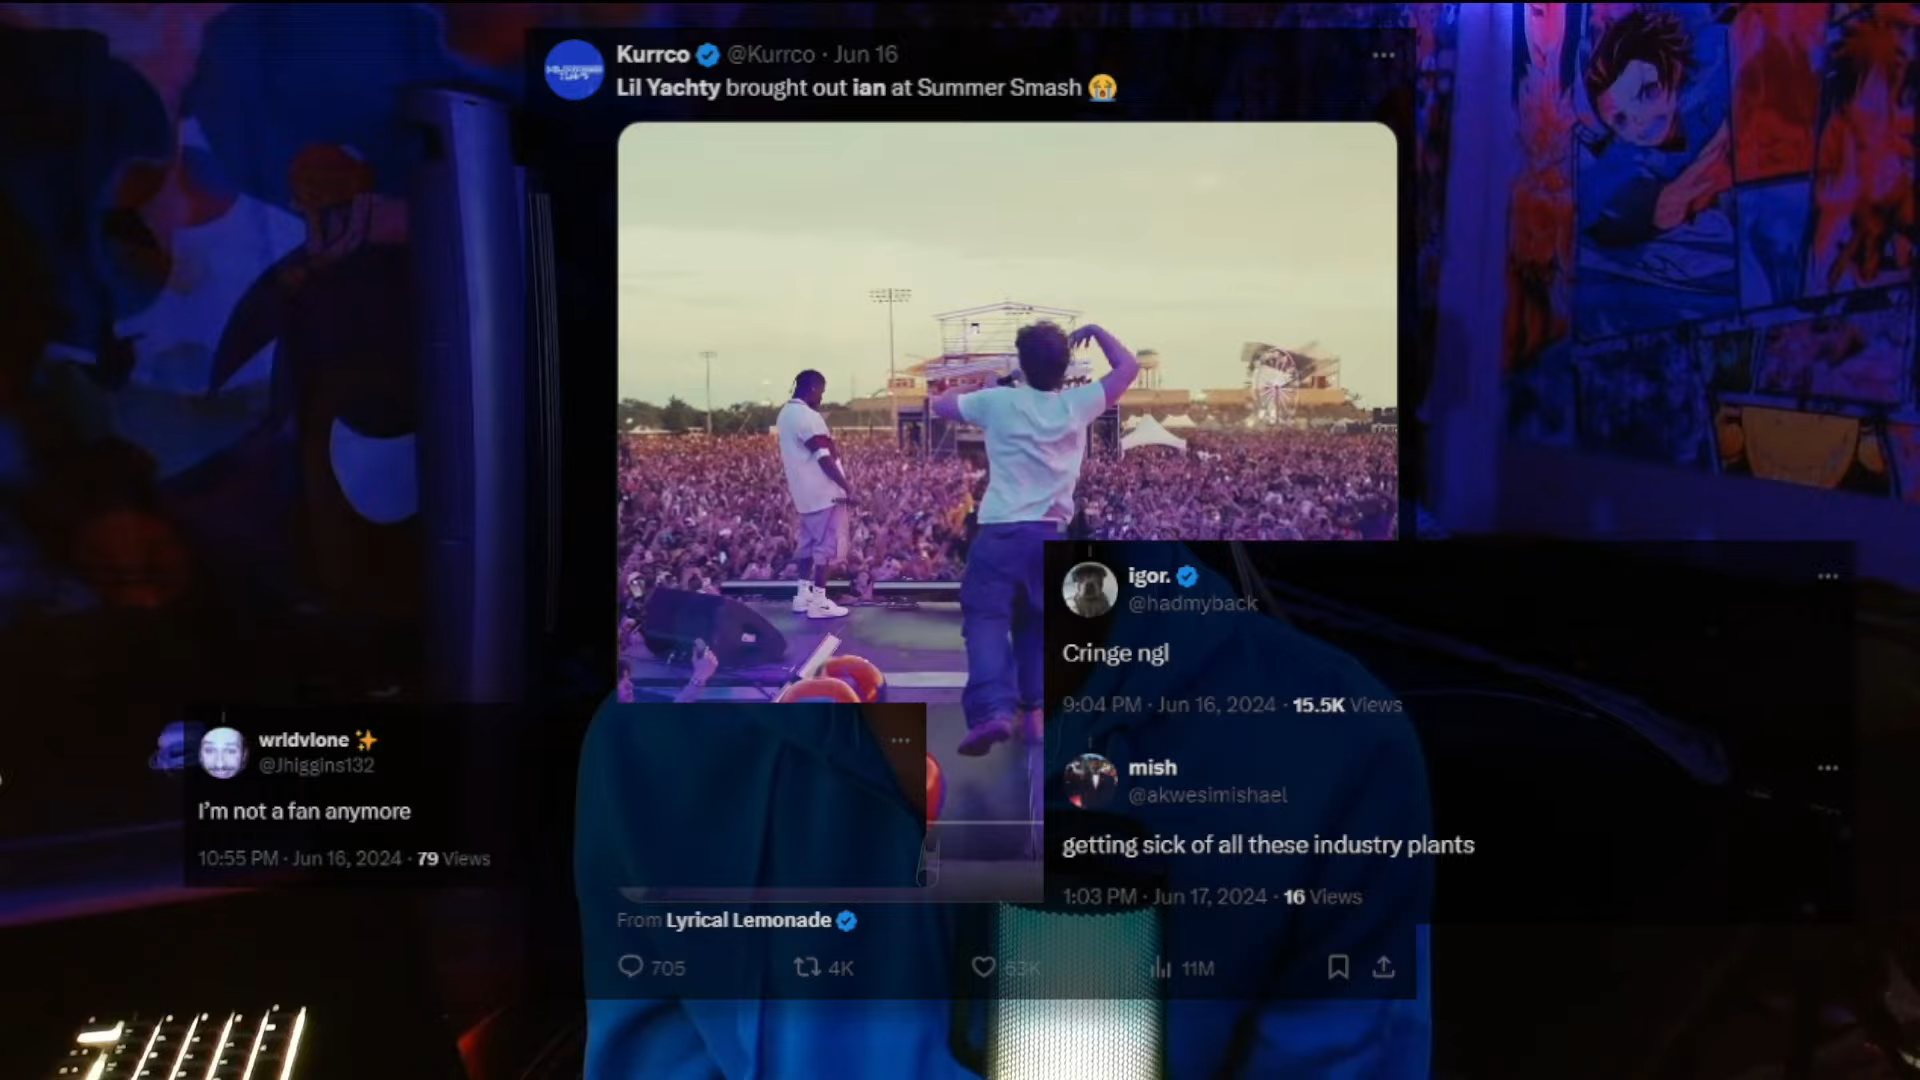 Kurrco @Kurrco · Jun 16
Lil Yachty brought out ian at Summer Smash 😭
igor.
@hadmyback
Cringe ngl
9:04 PM · Jun 16, 2024 · 15.5K Views
wrldvlone ✨
@Jhiggins132
I'm not a fan anymore
10:55 PM · Jun 16, 2024 · 79 Views
mish
@akwesimishael
getting sick of all these industry plants
1:03 PM · Jun 17, 2024 · 16 Views
From Lyrical Lemonade
705 4K 53K 11M